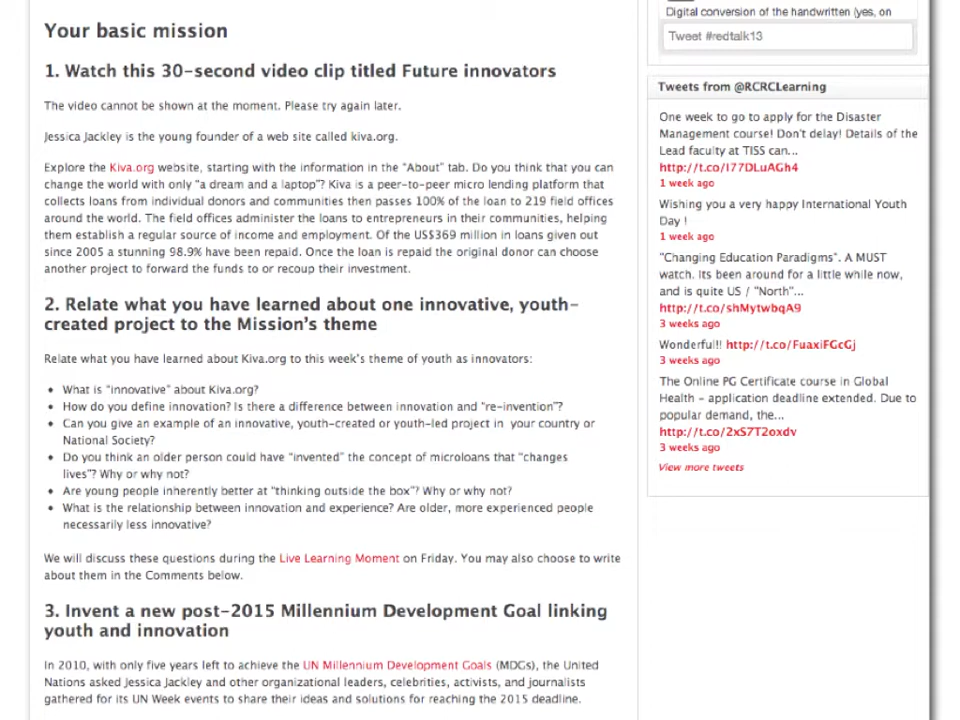 Your basic mission
1. Watch this 30-second video clip titled Future innovators
The video cannot be shown at the moment. Please try again later.
Jessica Jackley is the young founder of a web site called kiva.org.
Explore the Kiva.org website, starting with the information in the "About" tab. Do you think that you can
change the world with only "a dream and a laptop"? Kiva is a peer-to-peer micro lending platform that
collects loans from individual donors and communities then passes 100% of the loan to 219 field offices
around the world. The field offices administer the loans to entrepreneurs in their communities, helping
them establish a regular source of income and employment. Of the US$369 million in loans given out
since 2005 a stunning 98.9% have been repaid. Once the loan is repaid the original donor can choose
another project to forward the funds to or recoup their investment.
2. Relate what you have learned about one innovative, youth-
created project to the Mission's theme
Relate what you have learned about Kiva.org to this week's theme of youth as innovators:
• What is "innovative" about Kiva.org?
• How do you define innovation? Is there a difference between innovation and "re-invention"?
• Can you give an example of an innovative, youth-created or youth-led project in your country or
National Society?
• Do you think an older person could have "invented" the concept of microloans that "changes
lives"? Why or why not?
• Are young people inherently better at "thinking outside the box"? Why or why not?
• What is the relationship between innovation and experience? Are older, more experienced people
necessarily less innovative?
We will discuss these questions during the Live Learning Moment on Friday. You may also choose to write
about them in the Comments below.
3. Invent a new post-2015 Millennium Development Goal linking
youth and innovation
In 2010, with only five years left to achieve the UN Millennium Development Goals (MDGs), the United
Nations asked Jessica Jackley and other organizational leaders, celebrities, activists, and journalists
gathered for its UN Week events to share their ideas and solutions for reaching the 2015 deadline.
Digital conversion of the handwritten (yes, on
Tweet #redtalk13
Tweets from @RCRCLearning
One week to go to apply for the Disaster
Management course! Don't delay! Details of the
Lead faculty at TISS can...
http://t.co/I77DLuAGh4
1 week ago
Wishing you a very happy International Youth
Day !
1 week ago
"Changing Education Paradigms". A MUST
watch. Its been around for a little while now,
and is quite US / "North"...
http://t.co/shMytwbqA9
3 weeks ago
Wonderful!! http://t.co/FuaxiFGcGj
3 weeks ago
The Online PG Certificate course in Global
Health - application deadline extended. Due to
popular demand, the...
http://t.co/2xS7T2oxdv
3 weeks ago
View more tweets